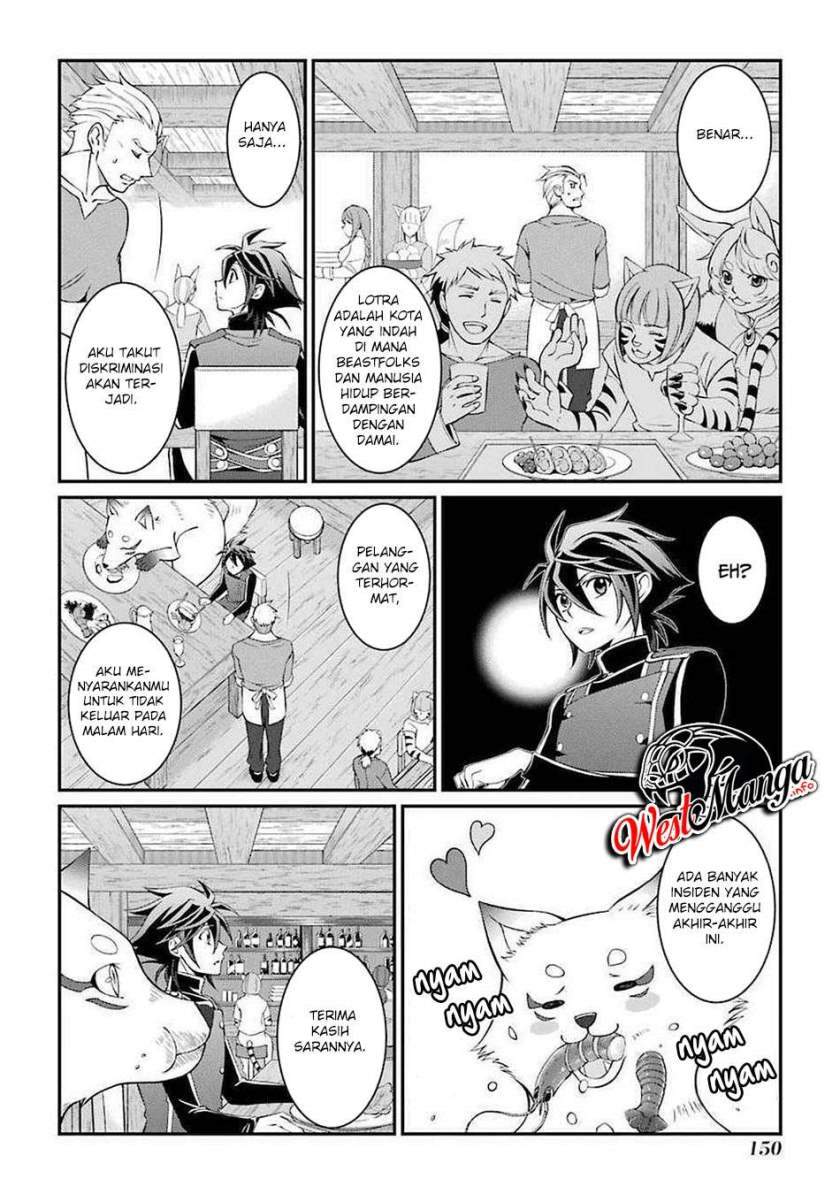 BENAR...
LOTRA
ADALAH KOTA
YANG INDAH
DI MANA
BEASTFOLKS
DAN MANUSIA
HIDUP BER-
DAMPINGAN
DENGAN
DAMAI.
HANYA
SAJA...
AKU TAKUT
DISKRIMINASI
AKAN TER-
JADI.
EH?
PELANG-
GAN YANG
TERHOR-
MAT,
AKU ME-
NYARANKANMU
UNTUK TIDAK
KELUAR PADA
MALAM HARI.
WestManga
.info
ADA BANYAK
INSIDEN YANG
MENGGANGGU
AKHIR-AKHIR
INI.
nyam
nyam
nyam
nyam
TERIMA
KASIH
SARANNYA.
150